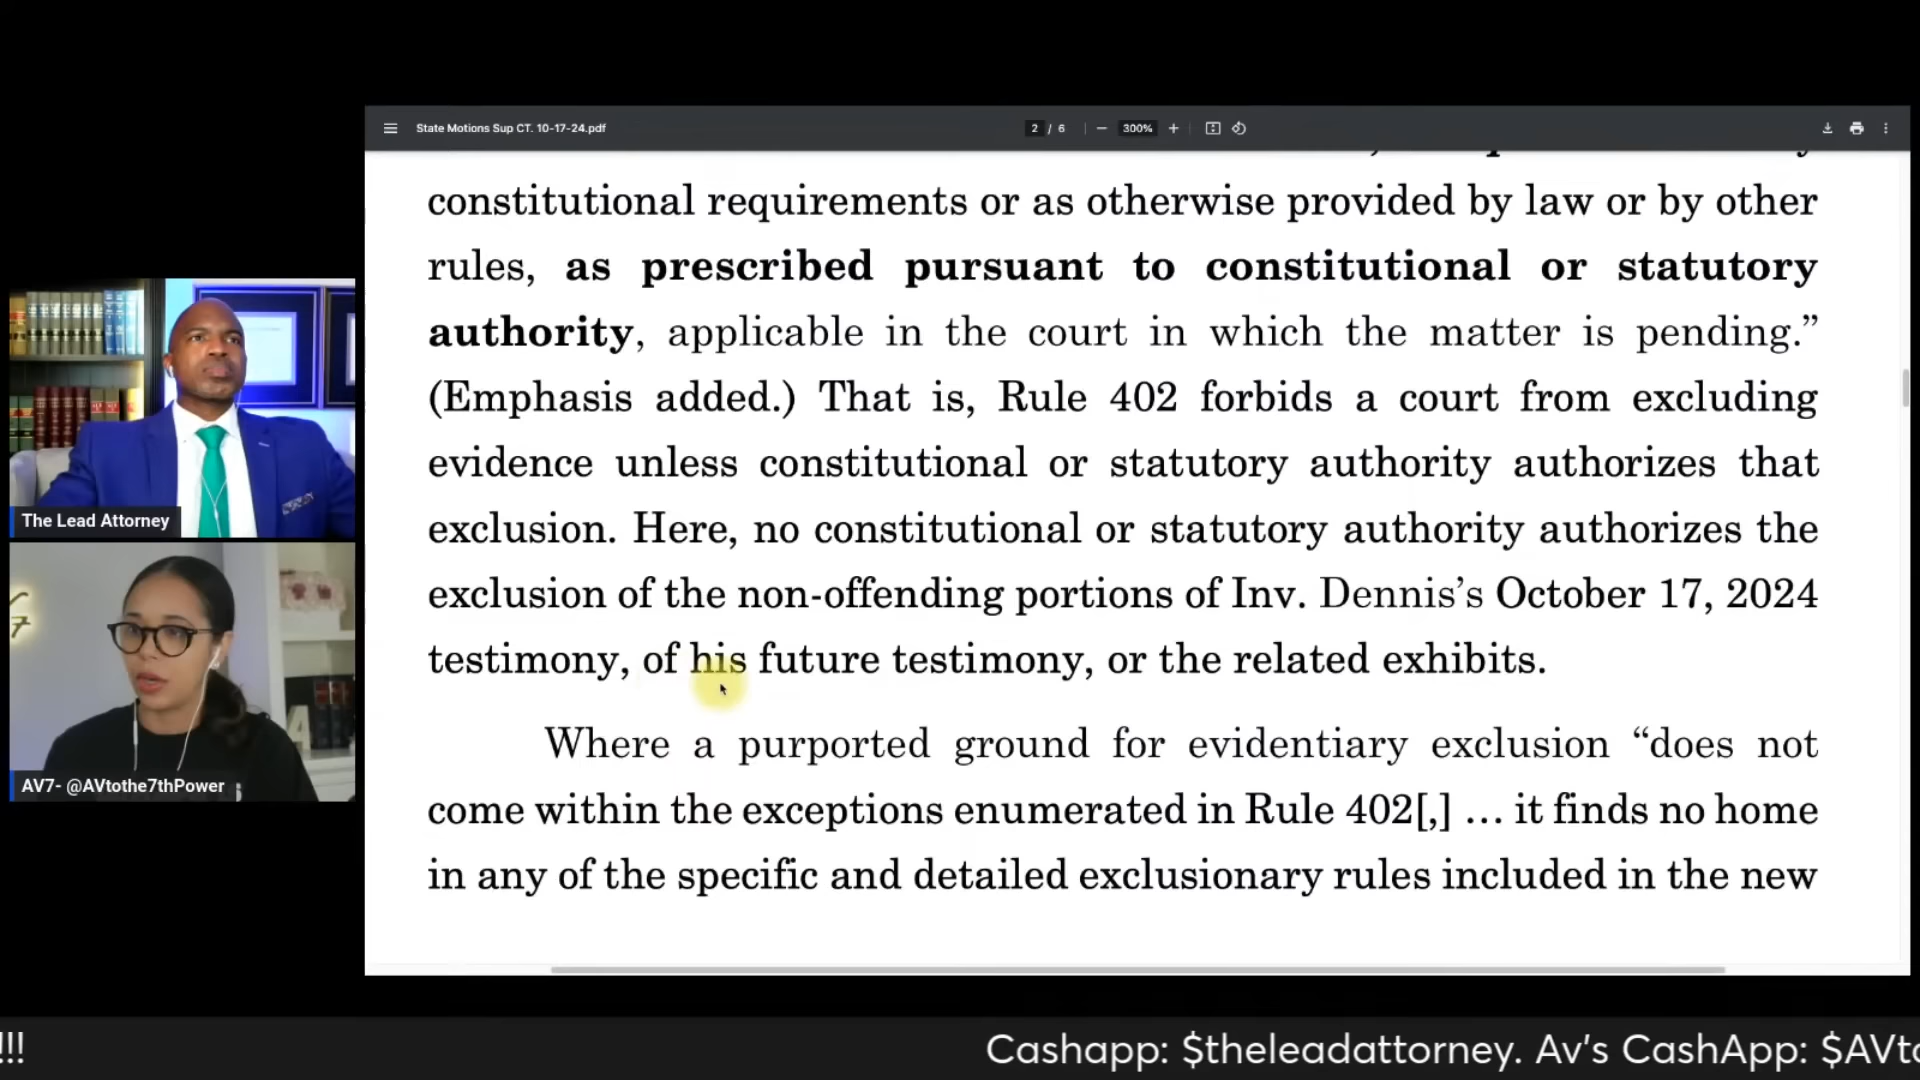 State Motions Sup CT. 10-17-24.pdf
2 / 6
300%
constitutional requirements or as otherwise provided by law or by other
rules, as prescribed pursuant to constitutional or statutory
authority, applicable in the court in which the matter is pending.”
(Emphasis added.) That is, Rule 402 forbids a court from excluding
evidence unless constitutional or statutory authority authorizes that
exclusion. Here, no constitutional or statutory authority authorizes the
exclusion of the non-offending portions of Inv. Dennis’s October 17, 2024
testimony, of his future testimony, or the related exhibits.
Where a purported ground for evidentiary exclusion “does not
come within the exceptions enumerated in Rule 402[,] … it finds no home
in any of the specific and detailed exclusionary rules included in the new
The Lead Attorney
AV7- @AVtothe7thPower
!!! Cashapp: $theleadattorney. Av’s CashApp: